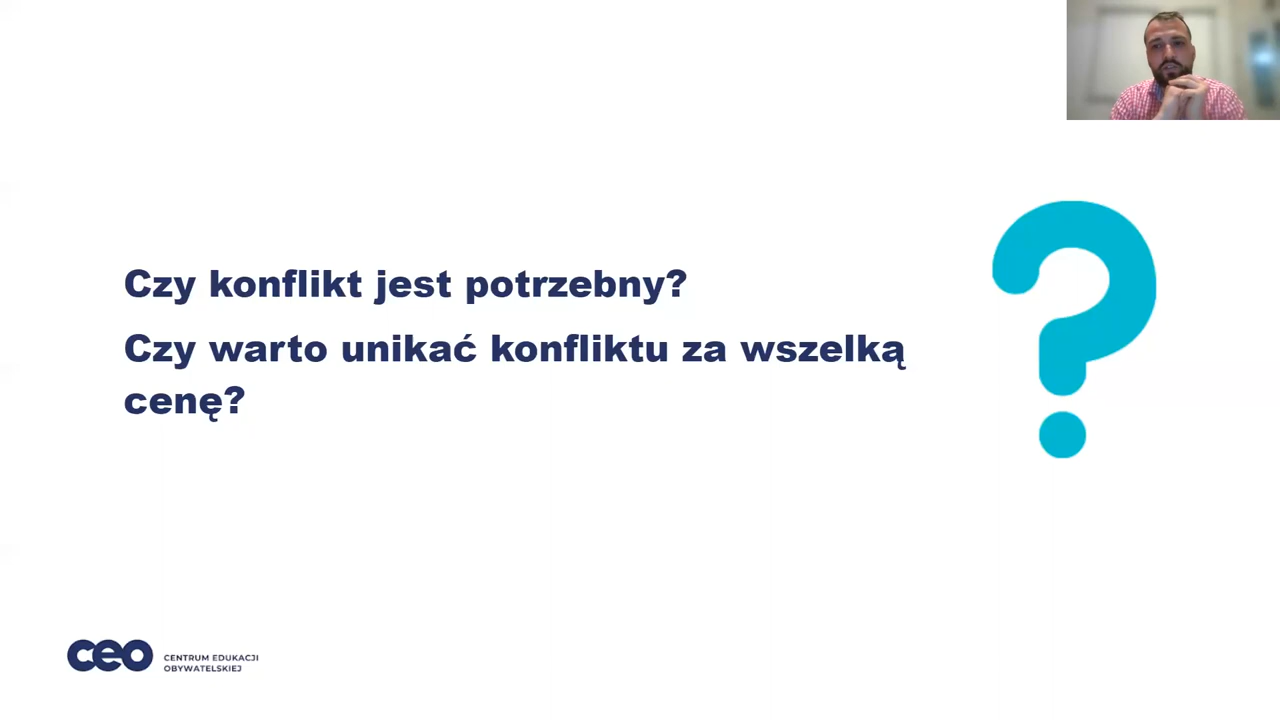 Czy konflikt jest potrzebny?
Czy warto unikać konfliktu za wszelką
cenę?
?
ceo
CENTRUM EDUKACJI
OBYWATELSKIEJ